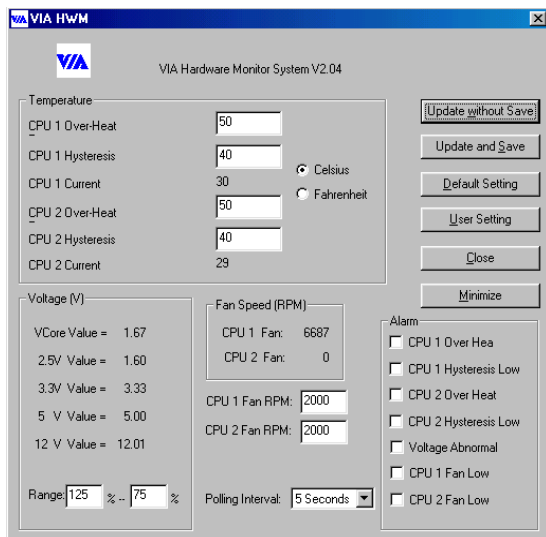 VIA VIA HWM
VIA
VIA Hardware Monitor System V2.04
Temperature
CPU 1 Over-Heat 50
CPU 1 Hysteresis 40
CPU 1 Current 30
CPU 2 Over-Heat 50
CPU 2 Hysteresis 40
CPU 2 Current 29
Celsius
Fahrenheit
Update without Save
Update and Save
Default Setting
User Setting
Close
Minimize
Voltage (V)
VCore Value = 1.67
2.5V Value = 1.60
3.3V Value = 3.33
5 V Value = 5.00
12 V Value = 12.01
Range: 125 % -- 75 %
Fan Speed (RPM)
CPU 1 Fan: 6687
CPU 2 Fan: 0
CPU 1 Fan RPM: 2000
CPU 2 Fan RPM: 2000
Polling Interval: 5 Seconds
Alarm
CPU 1 Over Hea
CPU 1 Hysteresis Low
CPU 2 Over Heat
CPU 2 Hysteresis Low
Voltage Abnormal
CPU 1 Fan Low
CPU 2 Fan Low